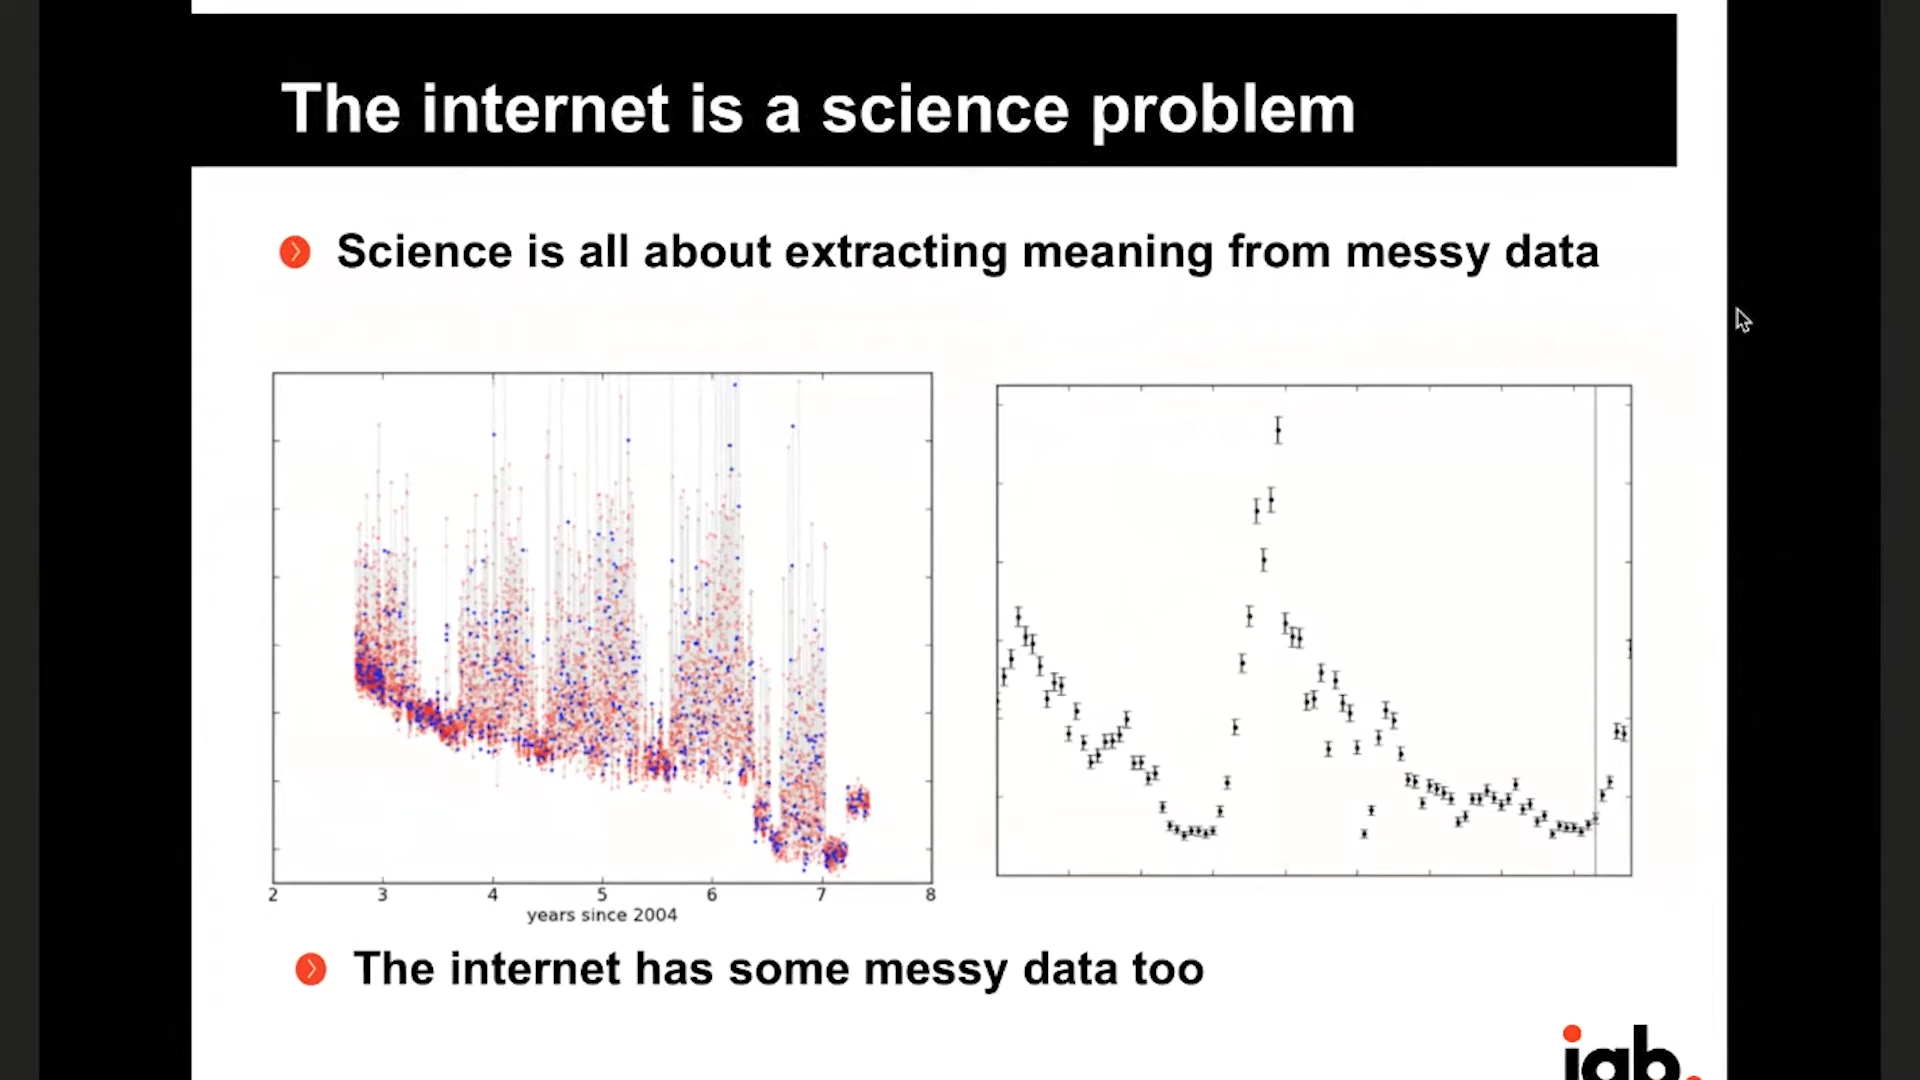 The internet is a science problem
Science is all about extracting meaning from messy data
2 3 4 5 6 7 8
years since 2004
The internet has some messy data too
iab.